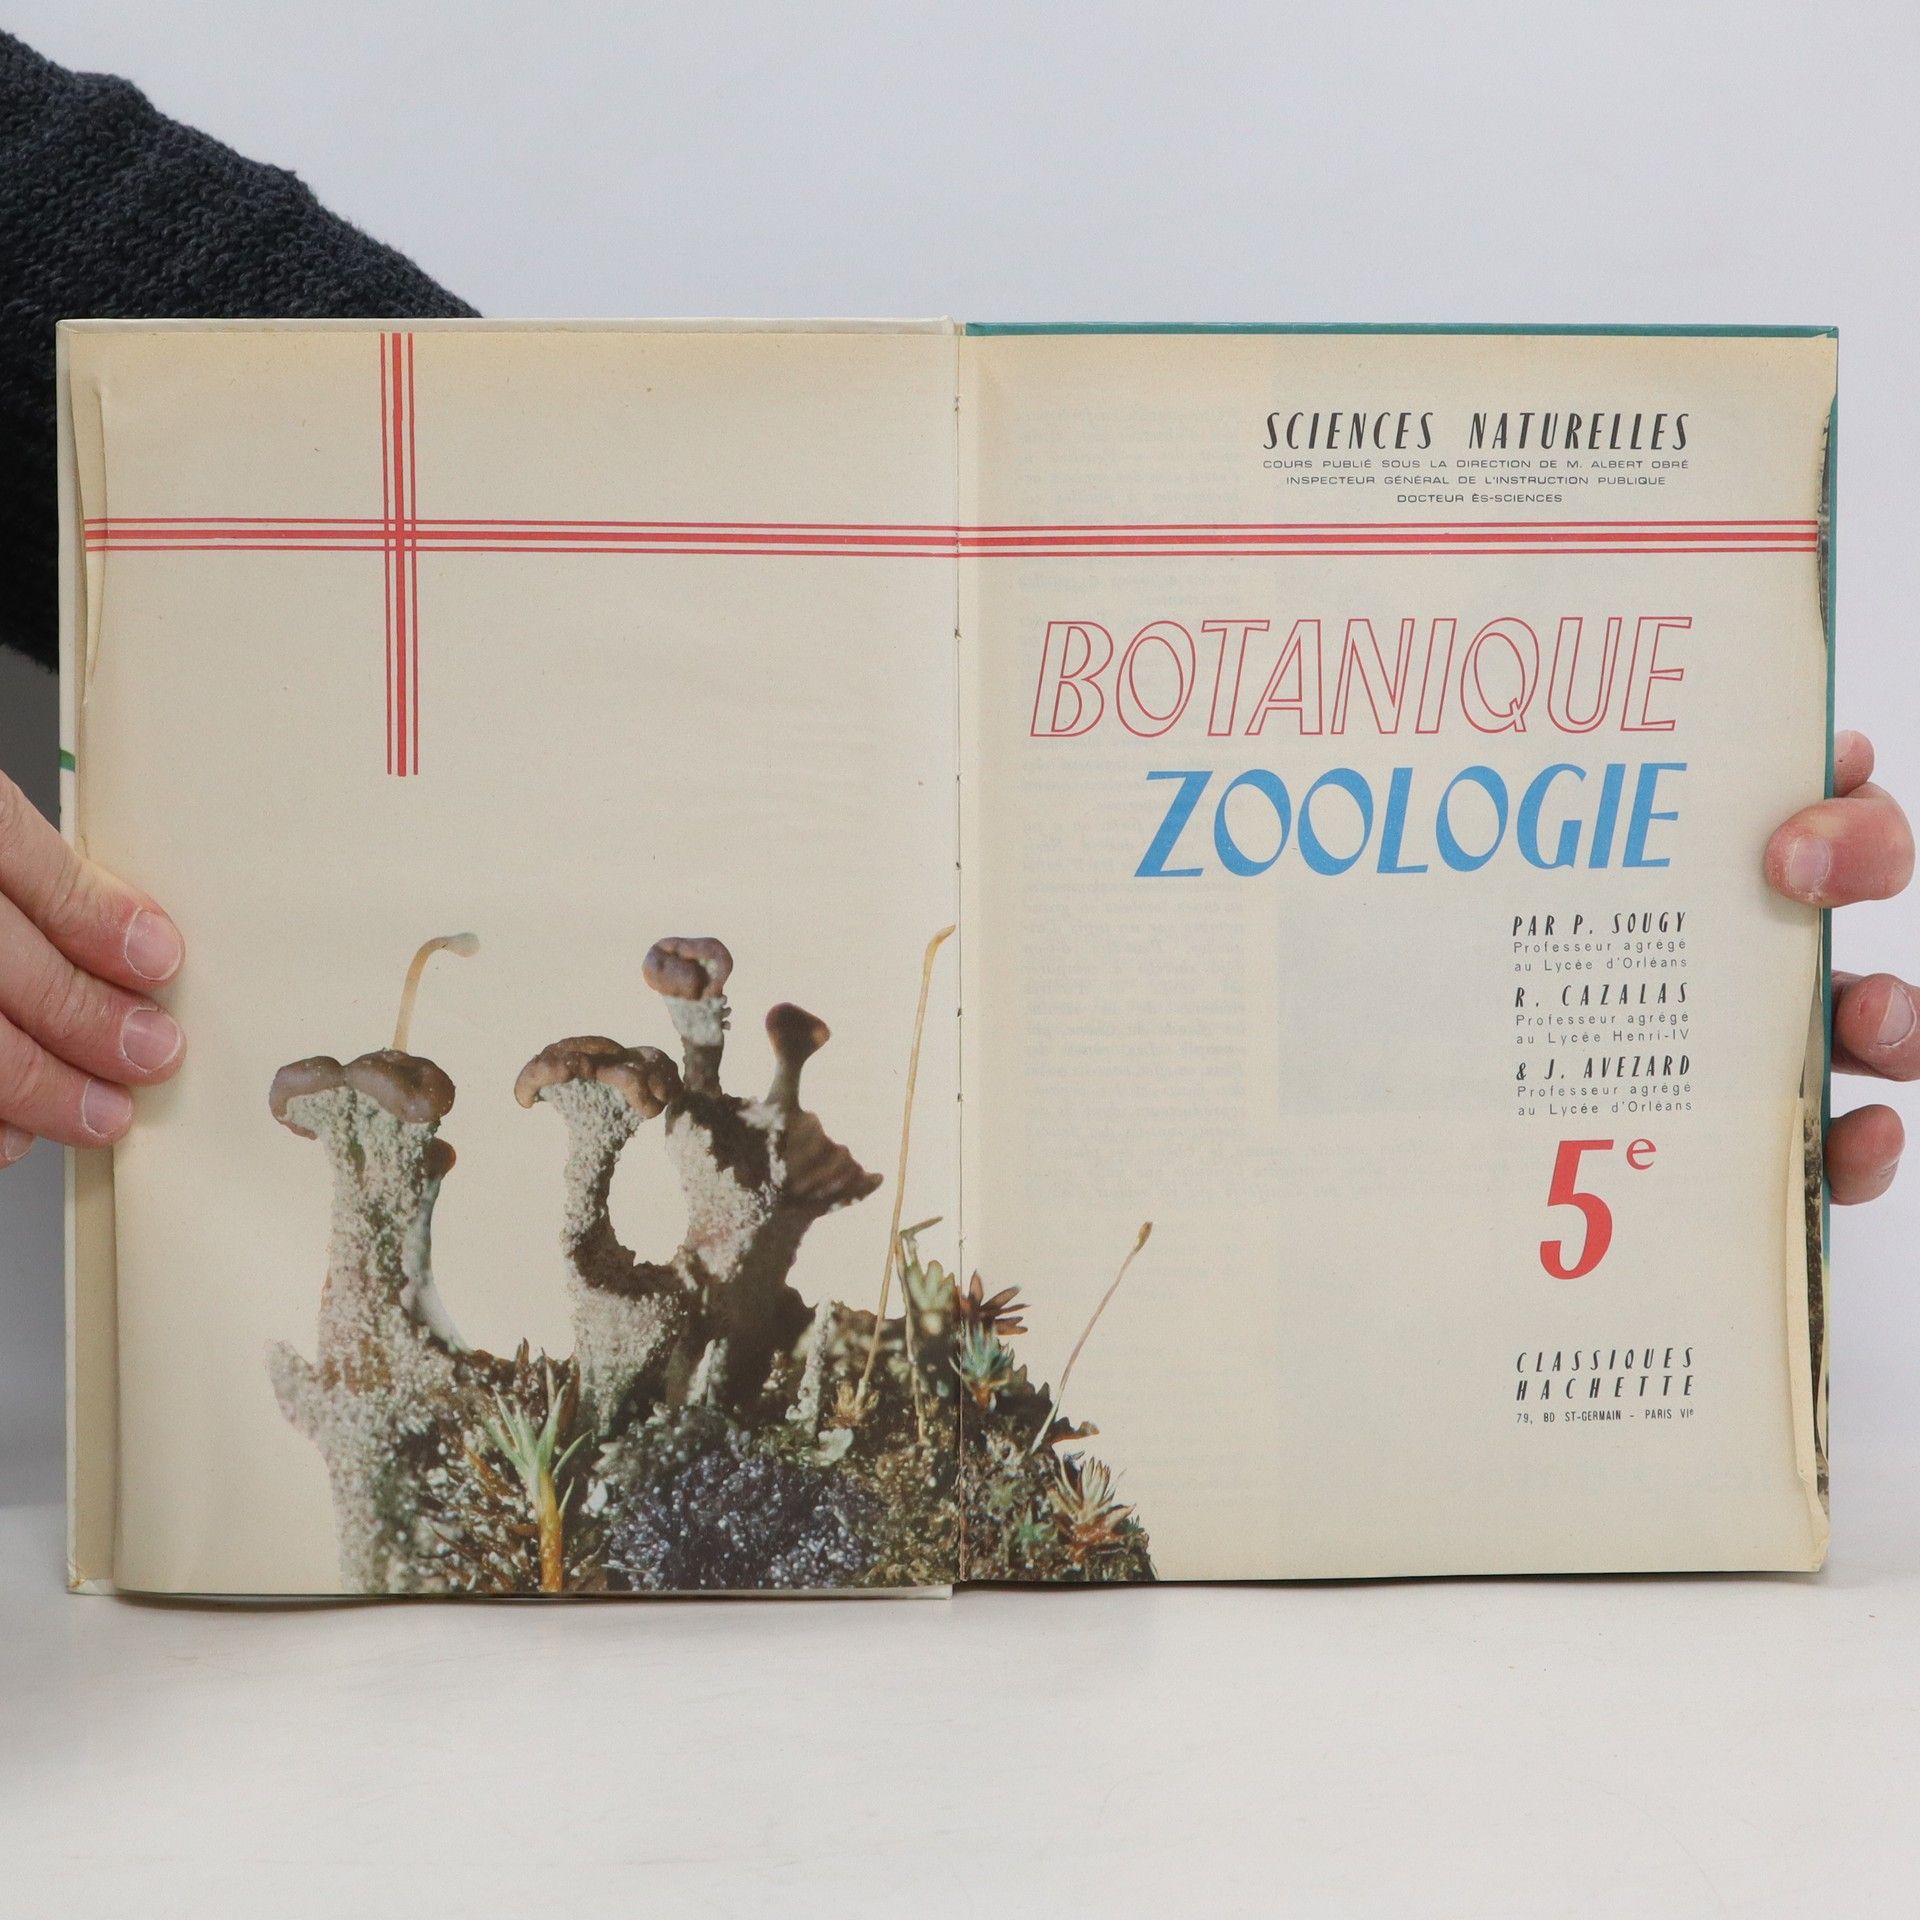 SCIENCES NATURELLES
COURS PUBLIÉ SOUS LA DIRECTION DE M. ALBERT OBRÉ
INSPECTEUR GÉNÉRAL DE L'INSTRUCTION PUBLIQUE
DOCTEUR ÈS-SCIENCES
BOTANIQUE
ZOOLOGIE
PAR P. SOUGY
Professeur agrégé
au Lycée d'Orléans
R. CAZALAS
Professeur agrégé
au Lycée Henri-IV
& J. AVEZARD
Professeur agrégé
au Lycée d'Orléans
5e
CLASSIQUES
HACHETTE
79, BD ST-GERMAIN - PARIS VIe